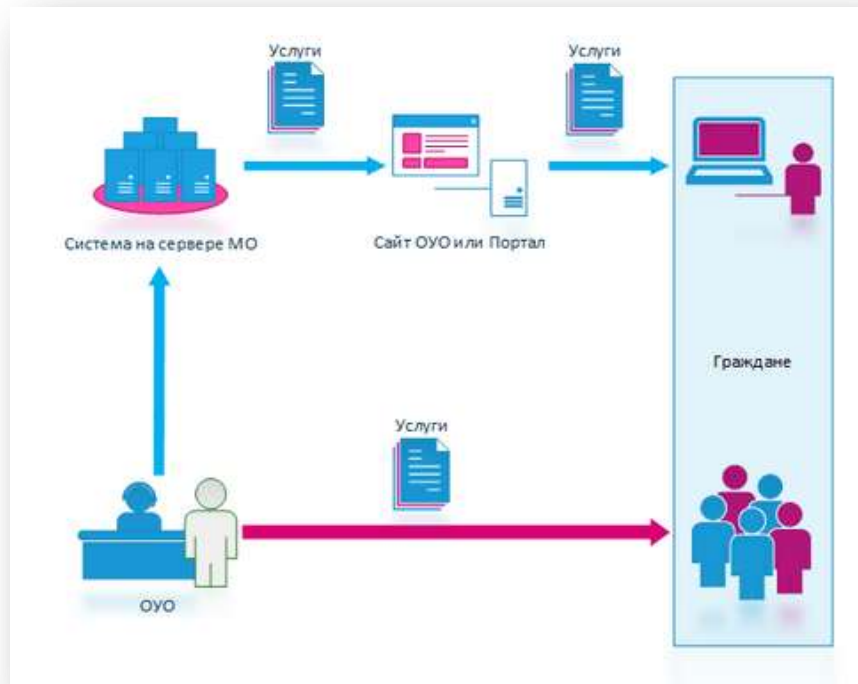 Услуги
Услуги
Система на сервере МО
Сайт ОУО или Портал
Граждане
Услуги
ОУО